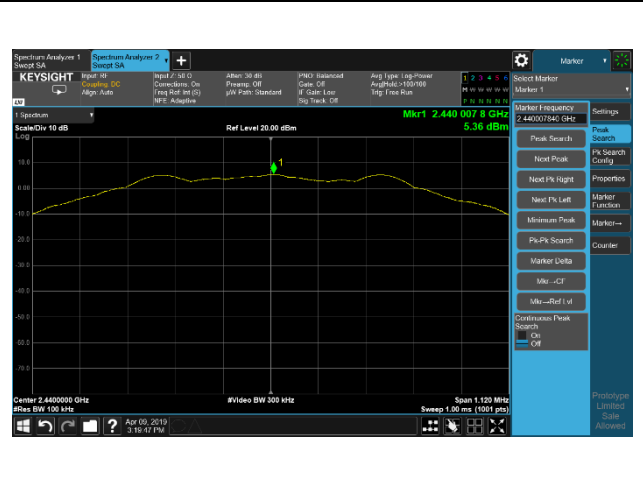 Spectrum Analyzer 1
Swept SA
Spectrum Analyzer 2
Swept SA
+
Marker
KEYSIGHT
Input: RF
Coupling: DC
Align: Auto
Input Z: 50 Ω
Corrections: On
Freq Ref: Int (S)
NFE: Adaptive
Atten: 30 dB
Preamp: Off
µW Path: Standard
PNO: Balanced
Gate: Off
IF Gain: Low
Sig Track: Off
Avg Type: Log-Power
Avg|Hold: >100/100
Trig: Free Run
1 2 3 4 5 6
M W W W W W
P N N N N N
LXI
Select Marker
Marker 1
1 Spectrum
Scale/Div 10 dB
Log
Ref Level 20.00 dBm
Mkr1 2.440 007 8 GHz
5.36 dBm
1
10.0
0.00
-10.0
-20.0
-30.0
-40.0
-50.0
-60.0
-70.0
Center 2.4400000 GHz
#Res BW 100 kHz
#Video BW 300 kHz
Span 1.120 MHz
Sweep 1.00 ms (1001 pts)
Marker Frequency
2.440007840 GHz
Peak Search
Next Peak
Next Pk Right
Next Pk Left
Minimum Peak
Pk-Pk Search
Marker Delta
Mkr→CF
Mkr→Ref Lvl
Continuous Peak
Search
On
Off
Settings
Peak
Search
Pk Search
Config
Properties
Marker
Function
Marker→
Counter
Prototype
Limited
Sale
Allowed
?
Apr 09, 2019
3:19:47 PM